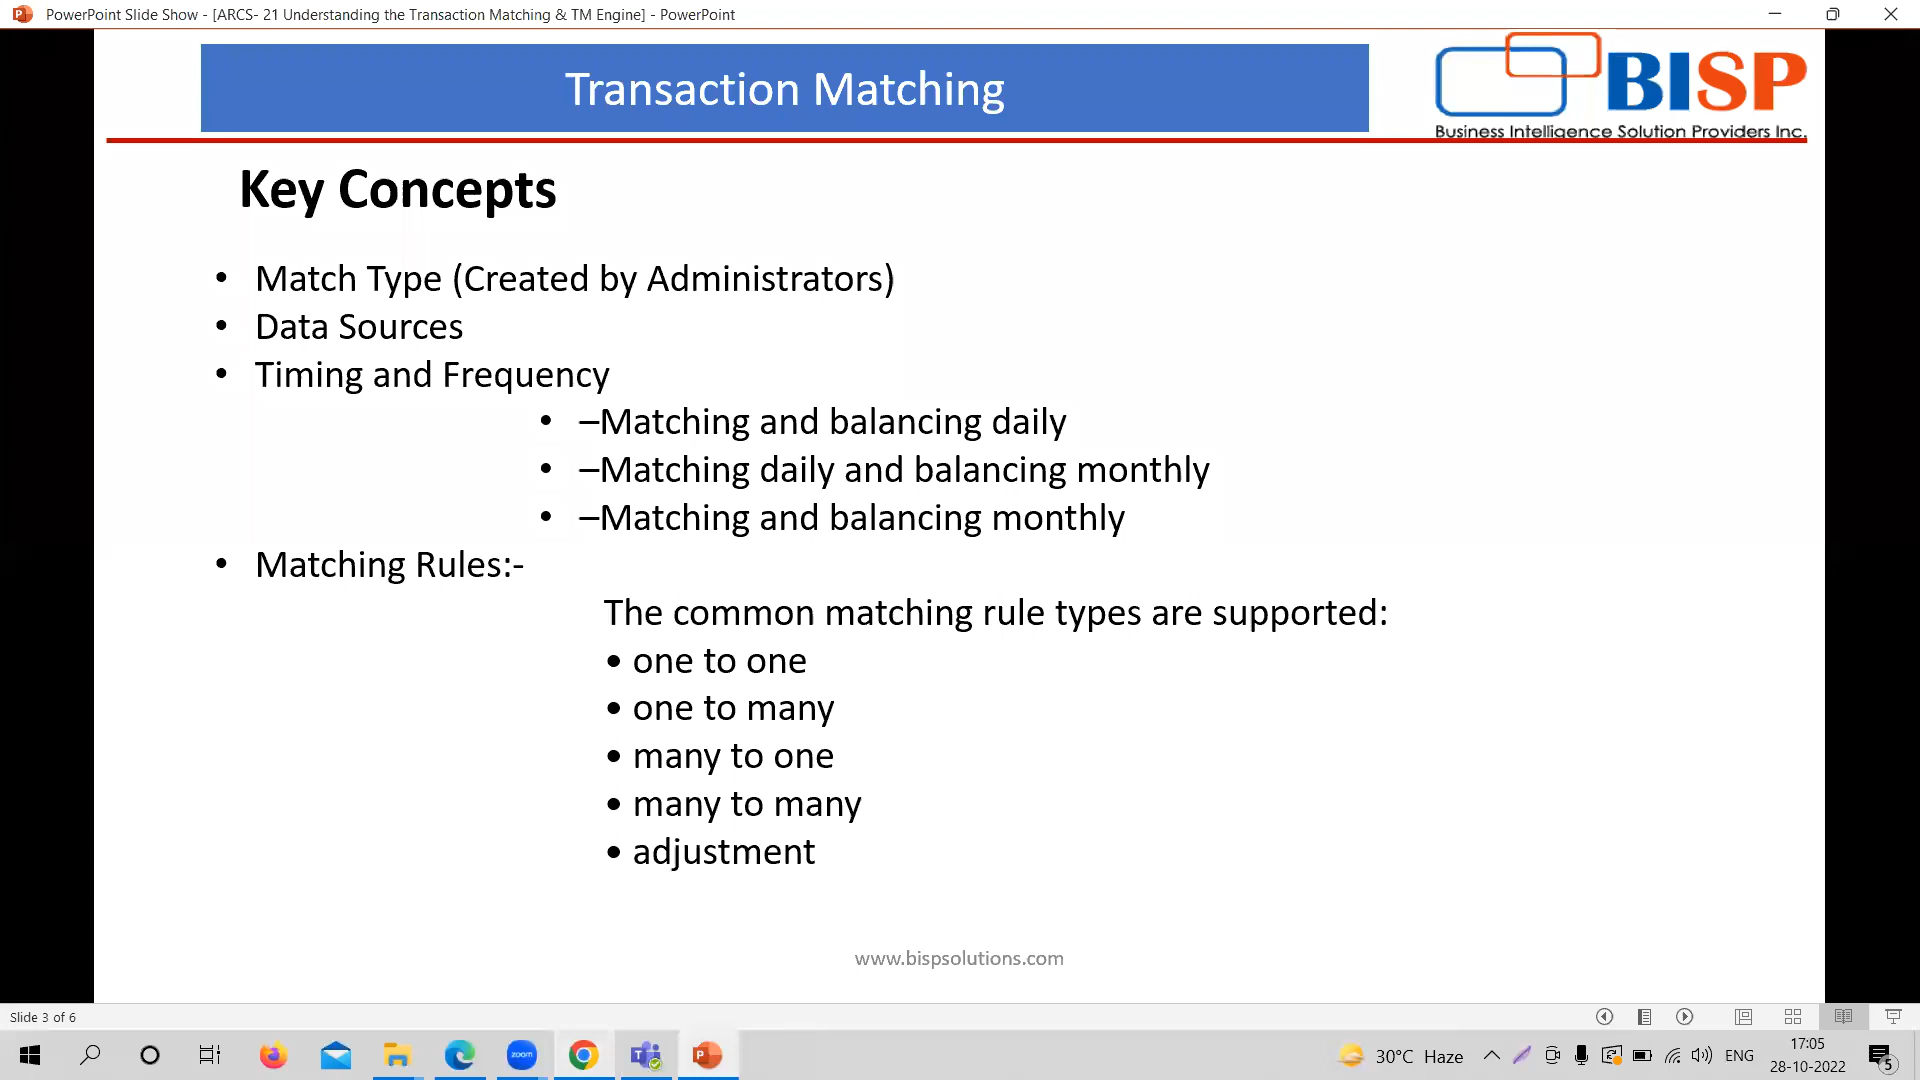 PowerPoint Slide Show - [ARCS- 21 Understanding the Transaction Matching & TM Engine] - PowerPoint
Transaction Matching
BISP
Business Intelligence Solution Providers Inc.
Key Concepts
• Match Type (Created by Administrators)
• Data Sources
• Timing and Frequency
• –Matching and balancing daily
• –Matching daily and balancing monthly
• –Matching and balancing monthly
• Matching Rules:-
The common matching rule types are supported:
• one to one
• one to many
• many to one
• many to many
• adjustment
www.bispsolutions.com
Slide 3 of 6
zoom
30°C Haze
ENG
17:05
28-10-2022
5